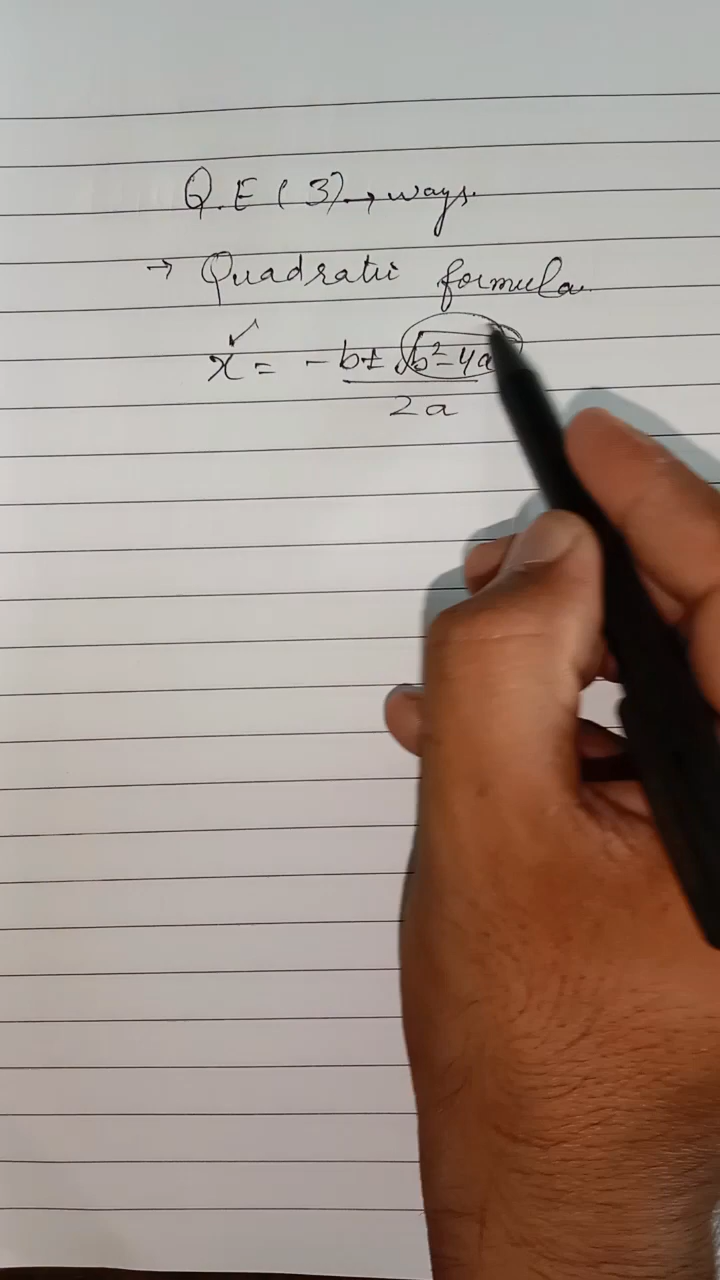 Q.E (3) → ways.
→ Quadratic formula
x = -b± √b²-4a
2a